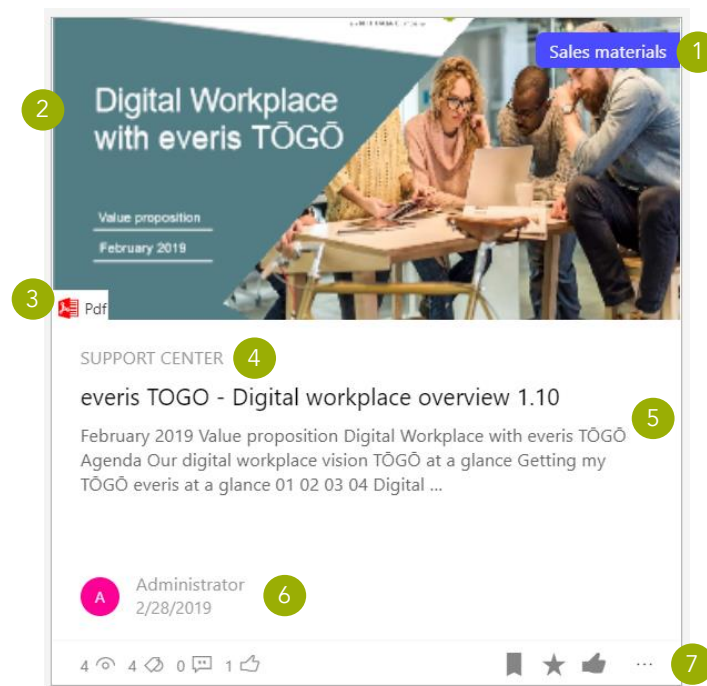 Sales materials
1
2
Digital Workplace
with everis TŌGŌ
Value proposition
February 2019
3
Pdf
SUPPORT CENTER
4
everis TOGO - Digital workplace overview 1.10
5
February 2019 Value proposition Digital Workplace with everis TŌGŌ
Agenda Our digital workplace vision TŌGŌ at a glance Getting my
TŌGŌ everis at a glance 01 02 03 04 Digital ...
A
Administrator
2/28/2019
6
4 4 0 1
...
7